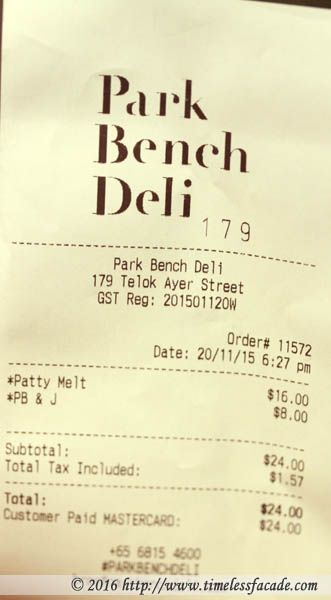 Park
Bench
Deli
179
Park Bench Deli
179 Telok Ayer Street
GST Reg: 201501120W
Order# 11572
Date: 20/11/15 6:27 pm
*Patty Melt $16.00
*PB & J $8.00
Subtotal: $24.00
Total Tax Included: $1.57
Total: $24.00
Customer Paid MASTERCARD: $24.00
+65 6815 4600
#PARKBENCHDELI
© 2016 http://www.timelessfacade.com